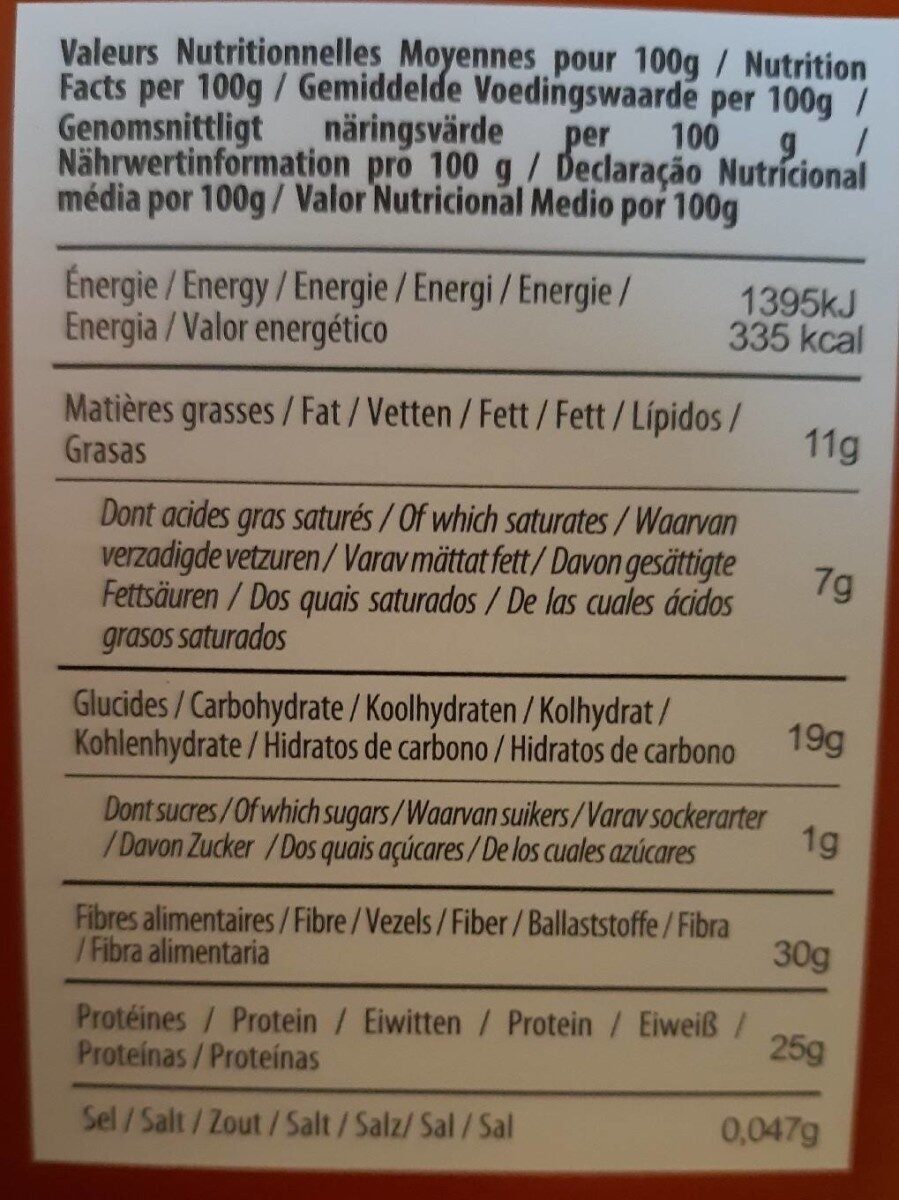 Valeurs Nutritionnelles Moyennes pour 100g / Nutrition
Facts per 100g / Gemiddelde Voedingswaarde per 100g /
Genomsnittligt näringsvärde per 100 g /
Nährwertinformation pro 100 g / Declaração Nutrícional
média por 100g / Valor Nutricional Medio por 100g
Énergie / Energy / Energie / Energi / Energie /
Energia / Valor energético
1395kJ
335 kcal
Matières grasses / Fat / Vetten / Fett / Fett / Lípidos /
Grasas
11g
Dont acides gras saturés / Of which saturates / Waarvan
verzadigde vetzuren / Varav mättat fett / Davon gesättigte
Fettsäuren / Dos quais saturados / De las cuales ácidos
grasos saturados
7g
Glucides / Carbohydrate / Koolhydraten / Kolhydrat /
Kohlenhydrate / Hidratos de carbono / Hidratos de carbono
19g
Dont sucres / Of which sugars / Waarvan suikers / Varav sockerarter
/ Davon Zucker / Dos quais açúcares / De los cuales azúcares
1g
Fibres alimentaires / Fibre / Vezels / Fiber / Ballaststoffe / Fibra
/ Fibra alimentaria
30g
Protéines / Protein / Eiwitten / Protein / Eiweiß /
Proteínas / Proteínas
25g
Sel / Salt / Zout / Salt / Salz/ Sal / Sal
0,047g